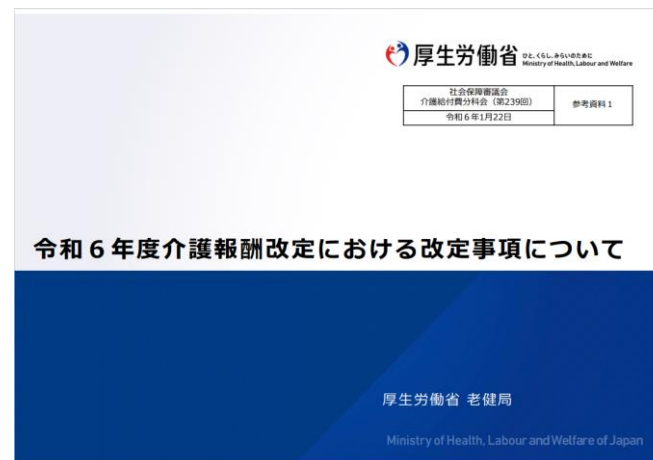 厚生労働省
ひと、くらし、みらいのために
Ministry of Health, Labour and Welfare
社会保障審議会
介護給付費分科会(第239回)
参考資料1
令和6年1月22日
令和6年度介護報酬改定における改定事項について
厚生労働省 老健局
Ministry of Health, Labour and Welfare of Japan